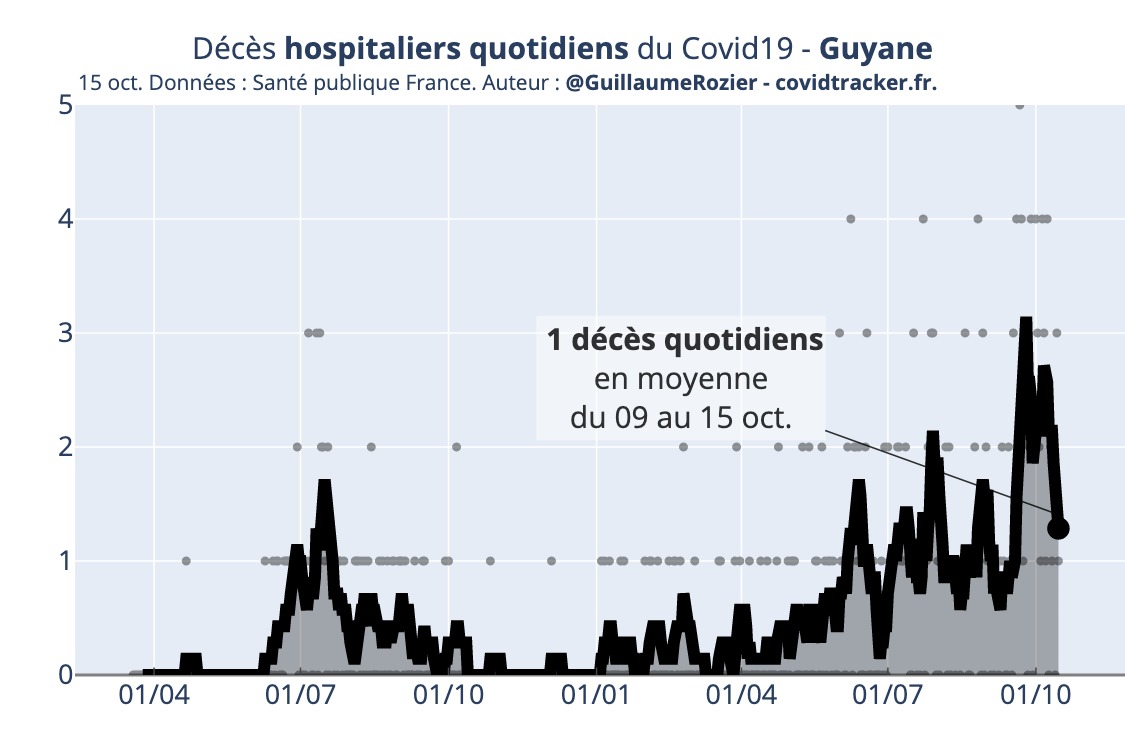 Décès hospitaliers quotidiens du Covid19 - Guyane
15 oct. Données : Santé publique France. Auteur : @GuillaumeRozier - covidtracker.fr.
5
4
3
2
1
0
1 décès quotidiens
en moyenne
du 09 au 15 oct.
01/04 01/07 01/10 01/01 01/04 01/07 01/10